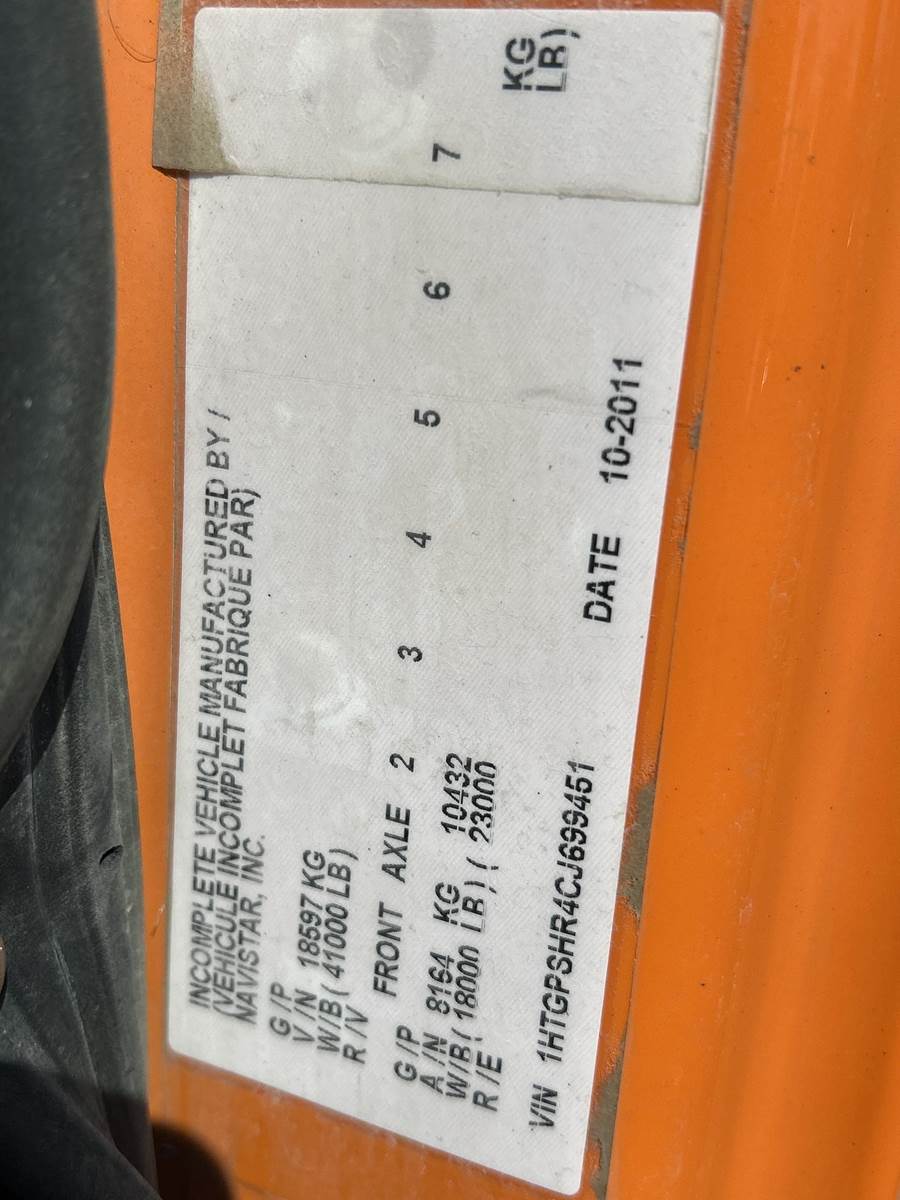 INCOMPLETE VEHICLE MANUFACTURED BY /
(VEHICULE INCOMPLET FABRIQUE PAR)
NAVISTAR, INC.
G/P
V/N 18597 KG
W/B ( 41000 LB )
R/V
FRONT AXLE 2 3 4 5 6 7
G/P
A/N 8164 KG 10432 KG
W/B ( 18000 LB ) ( 23000 LB )
R/E
VIN 1HTGPSHR4CJ699451 DATE 10-2011